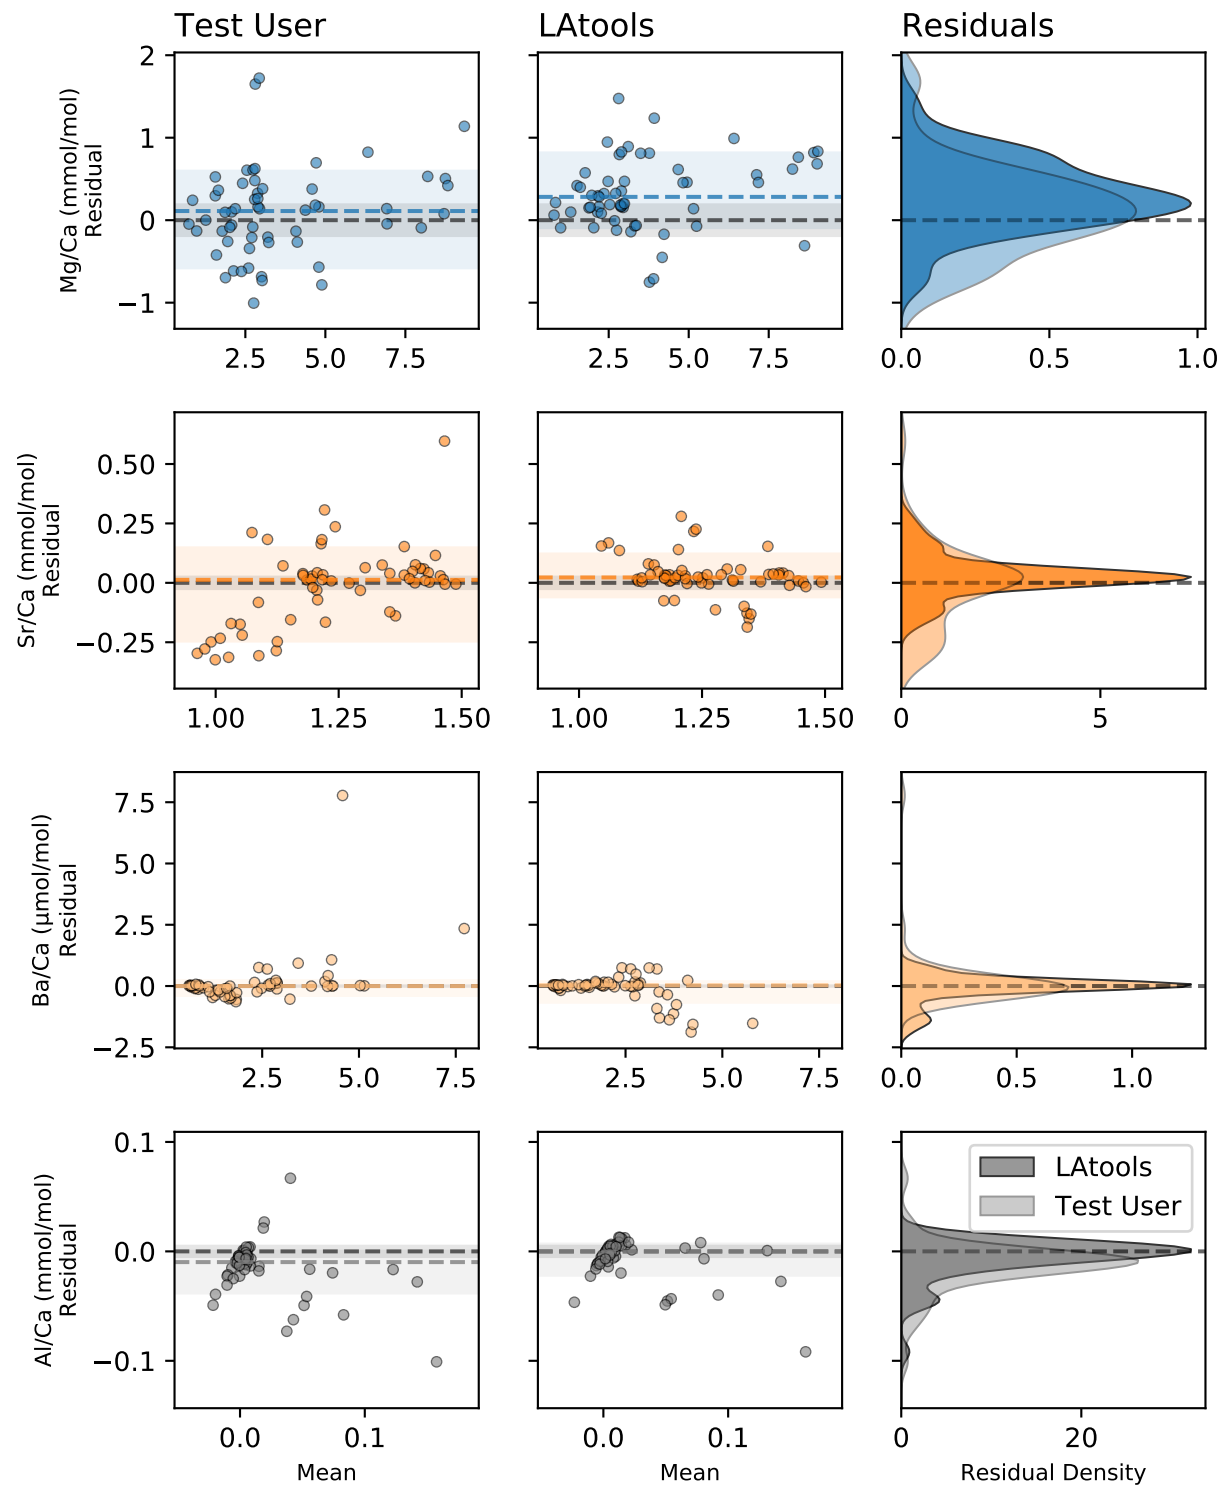 Test User
LAtools
Residuals
Mg/Ca (mmol/mol)
Residual
2
1
0
−1
2.5 5.0 7.5
2.5 5.0 7.5
0.0 0.5 1.0
Sr/Ca (mmol/mol)
Residual
0.50
0.25
0.00
−0.25
1.00 1.25 1.50
1.00 1.25 1.50
0 5
Ba/Ca (μmol/mol)
Residual
7.5
5.0
2.5
0.0
−2.5
2.5 5.0 7.5
2.5 5.0 7.5
0.0 0.5 1.0
Al/Ca (mmol/mol)
Residual
0.1
0.0
−0.1
LAtools
Test User
0.0 0.1
0.0 0.1
0 20
Mean
Mean
Residual Density